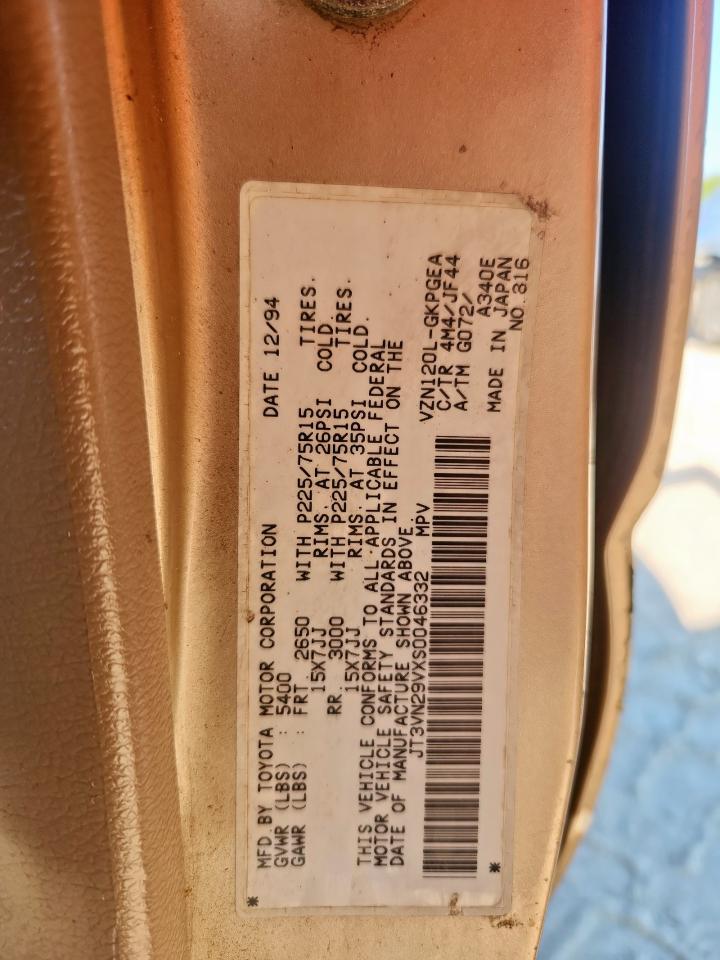 MFD. BY TOYOTA MOTOR CORPORATION DATE 12/94
GVWR (LBS) : 5400
GAWR (LBS) : FRT 2650 WITH P225/75R15 TIRES.
15X7JJ RIMS. AT 26PSI COLD.
RR. 3000 WITH P225/75R15 TIRES.
15X7JJ RIMS. AT 35PSI COLD.
THIS VEHICLE CONFORMS TO ALL APPLICABLE FEDERAL
MOTOR VEHICLE SAFETY STANDARDS IN EFFECT ON THE
DATE OF MANUFACTURE SHOWN ABOVE.
JT3VN29VXS0046332 MPV
VZN120L-GKPGEA
C/TR 4M4/JF44
A/TM G072/
A340E
MADE IN JAPAN
* * NO.316